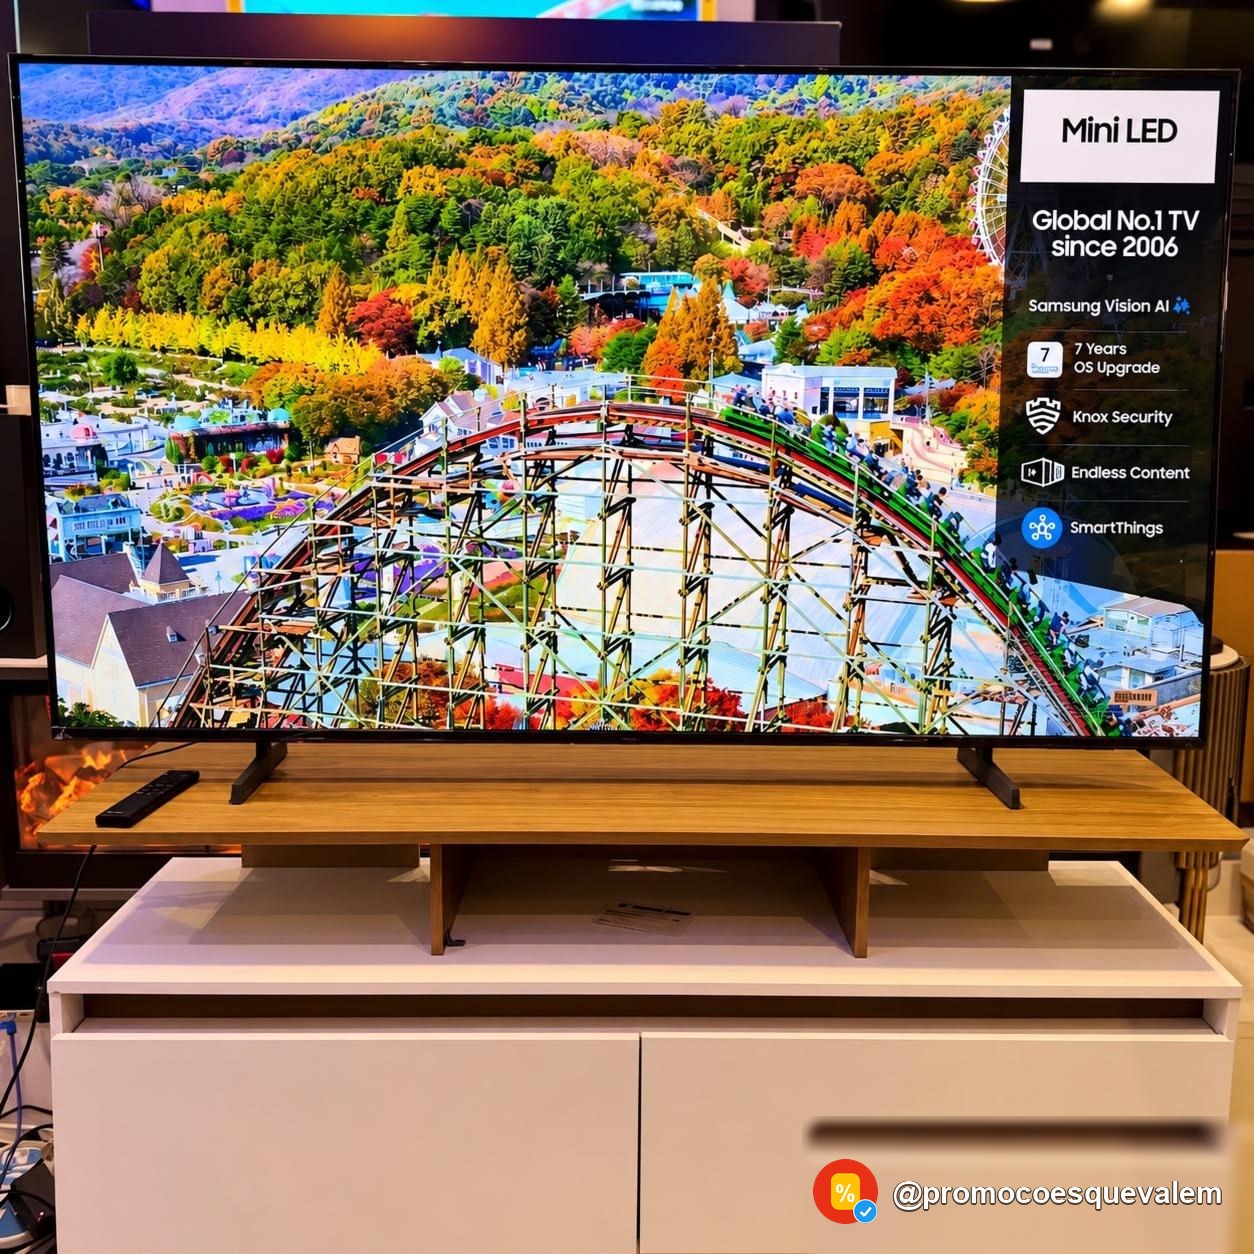 Mini LED
Global No.1 TV
since 2006
Samsung Vision AI
7
7 Years
OS Upgrade
Knox Security
Endless Content
SmartThings
%
@promocoesquevalem